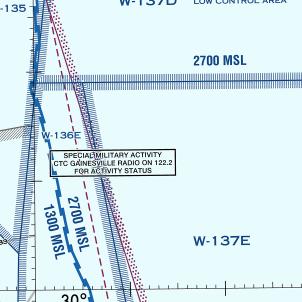 W-135
W-137D
LOW CONTROL AREA
2700 MSL
W-136E
SPECIAL MILITARY ACTIVITY
CTC GAINESVILLE RADIO ON 122.2
FOR ACTIVITY STATUS
2700 MSL
1300 MSL
W-137E
30°